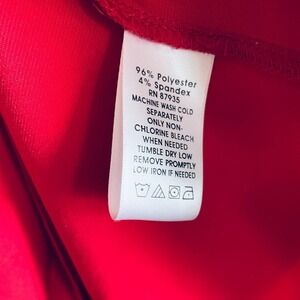 96% Polyester
4% Spandex
RN 87935
MACHINE WASH COLD
SEPARATELY
ONLY NON-
CHLORINE BLEACH
WHEN NEEDED
TUMBLE DRY LOW
REMOVE PROMPTLY
LOW IRON IF NEEDED